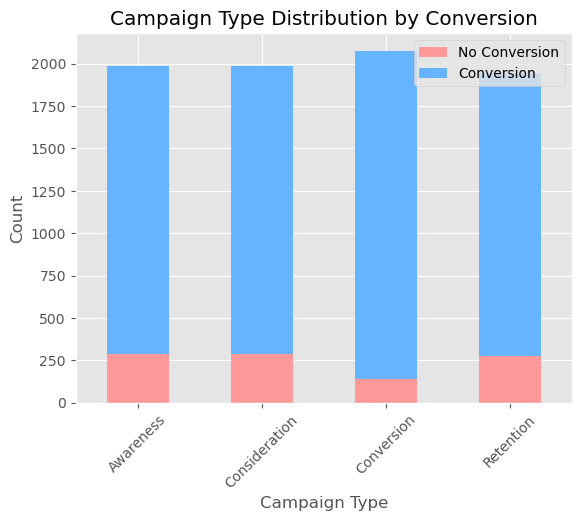 Campaign Type Distribution by Conversion
No Conversion
Conversion
2000
1750
1500
1250
1000
750
500
250
0
Count
Awareness
Consideration
Conversion
Retention
Campaign Type